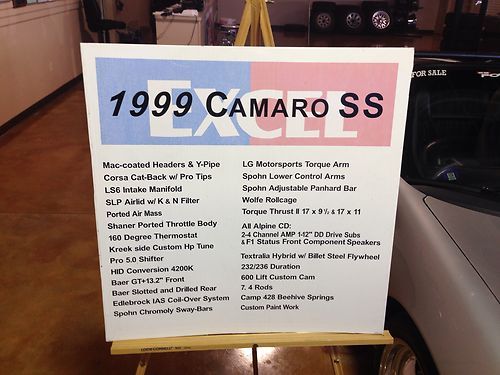 EXCEL
1999 CAMARO SS
Mac-coated Headers & Y-Pipe
Corsa Cat-Back w/ Pro Tips
LS6 Intake Manifold
SLP Airlid w/ K & N Filter
Ported Air Mass
Shaner Ported Throttle Body
160 Degree Thermostat
Kreek side Custom Hp Tune
Pro 5.0 Shifter
HID Conversion 4200K
Baer GT+13.2" Front
Baer Slotted and Drilled Rear
Edlebrock IAS Coil-Over System
Spohn Chromoly Sway-Bars
LG Motorsports Torque Arm
Spohn Lower Control Arms
Spohn Adjustable Panhard Bar
Wolfe Rollcage
Torque Thrust II 17 x 9 1/2 & 17 x 11
All Alpine CD:
2-4 Channel AMP 1-12" DD Drive Subs
& F1 Status Front Component Speakers
Textralia Hybrid w/ Billet Steel Flywheel
232/236 Duration
600 Lift Custom Cam
7. 4 Rods
Camp 428 Beehive Springs
Custom Paint Work
FOR SALE